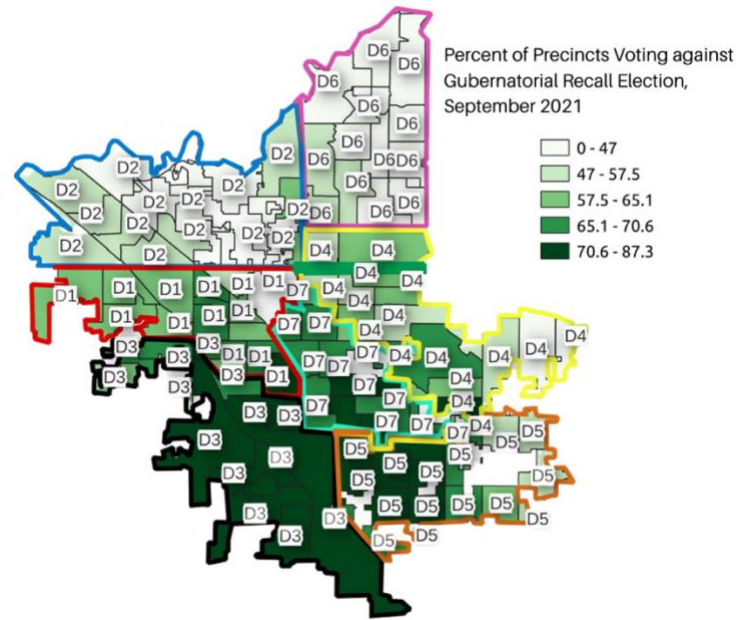 Percent of Precincts Voting against
Gubernatorial Recall Election,
September 2021
0 - 47
47 - 57.5
57.5 - 65.1
65.1 - 70.6
70.6 - 87.3
D6
D6
D6
D6
D6
D6
D2
D6
D6 D6
D2
D2
D6
D2
D2
D2
D2
D6
D2
D2 D6
D6
D2
D2
D2
D2
D4
D4
D2
D4
D4
D1
D1
D1
D1
D1
D1
D7
D4
D4
D1
D1
D1
D1
D7
D7
D4
D4
D4
D3
D3
D3
D1
D1
D7
D7
D7
D4
D4
D4
D4
D3
D3
D3
D1
D7
D4
D7
D7
D4
D3
D3
D7
D7
D7
D4
D5
D3
D5
D5
D5
D5
D3
D3
D5
D5
D5
D5
D5
D5
D5
D5
D3
D3
D5
D3
D5
D5